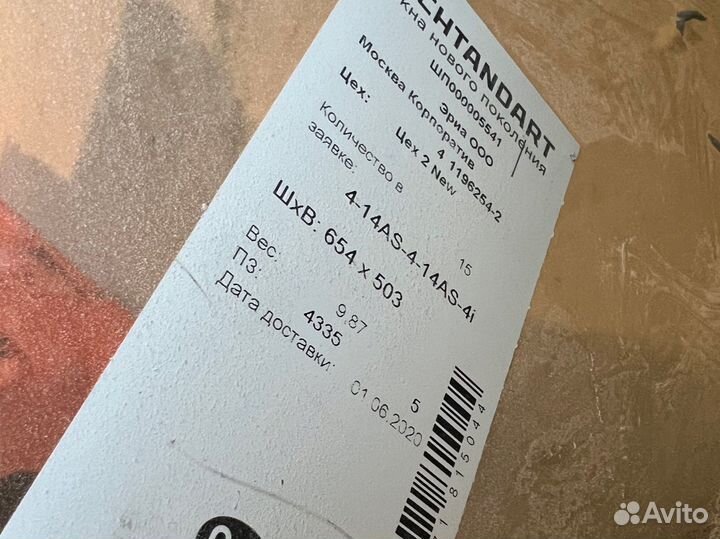 CHTANDART
кна нового поколения
ШП000005541
Эриа ООО
Москва Корпоратив
4 1196254-2
Цех: Цех 2 New
Количество в
заявке: 15
4-14AS-4-14AS-4i
ШхВ: 654 x 503
Вес: 9,87
ПЗ: 4335
Дата доставки: 01.06.2020
5
1815044
Avito